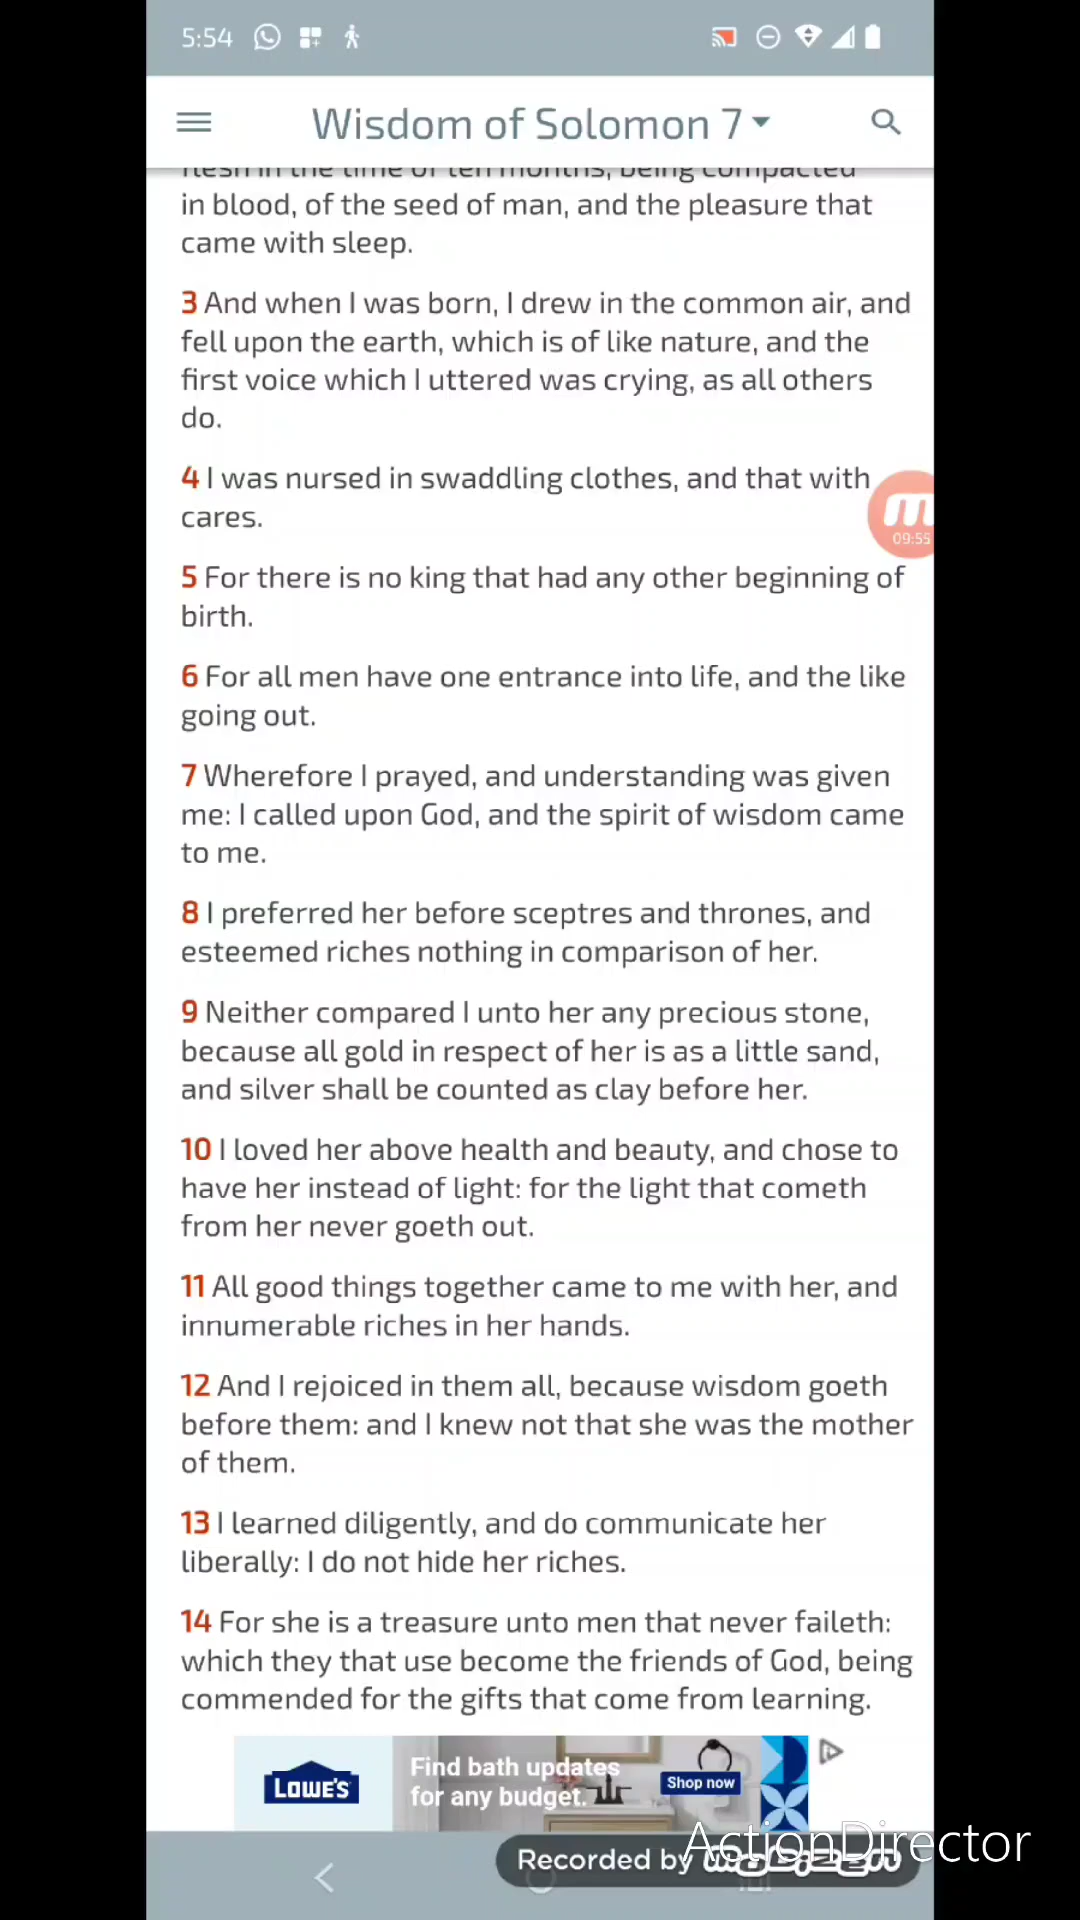 5:54
Wisdom of Solomon 7
flesh in the time of ten months, being compacted
in blood, of the seed of man, and the pleasure that
came with sleep.
3 And when I was born, I drew in the common air, and
fell upon the earth, which is of like nature, and the
first voice which I uttered was crying, as all others
do.
4 I was nursed in swaddling clothes, and that with
cares.
09:55
5 For there is no king that had any other beginning of
birth.
6 For all men have one entrance into life, and the like
going out.
7 Wherefore I prayed, and understanding was given
me: I called upon God, and the spirit of wisdom came
to me.
8 I preferred her before sceptres and thrones, and
esteemed riches nothing in comparison of her.
9 Neither compared I unto her any precious stone,
because all gold in respect of her is as a little sand,
and silver shall be counted as clay before her.
10 I loved her above health and beauty, and chose to
have her instead of light: for the light that cometh
from her never goeth out.
11 All good things together came to me with her, and
innumerable riches in her hands.
12 And I rejoiced in them all, because wisdom goeth
before them: and I knew not that she was the mother
of them.
13 I learned diligently, and do communicate her
liberally: I do not hide her riches.
14 For she is a treasure unto men that never faileth:
which they that use become the friends of God, being
commended for the gifts that come from learning.
LOWE'S
Find bath updates
for any budget.
Shop now
ActionDirector
Recorded by mobizen